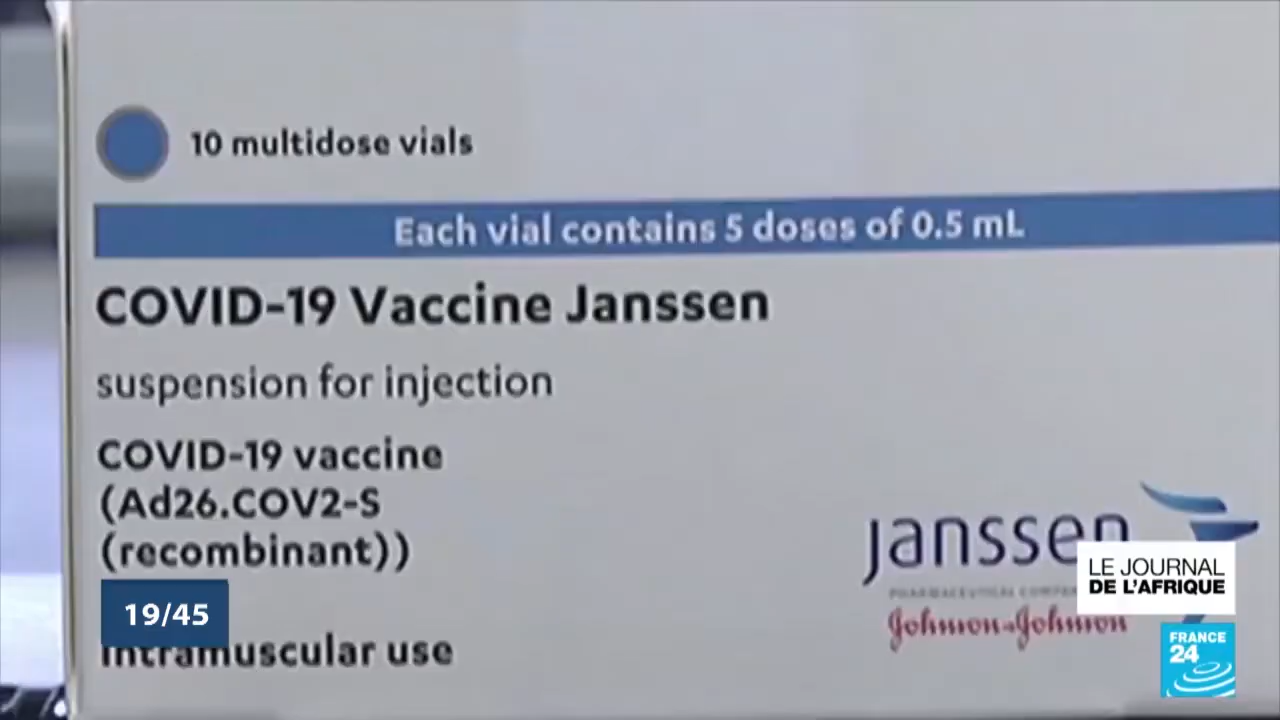 10 multidose vials
Each vial contains 5 doses of 0.5 mL
COVID-19 Vaccine Janssen
suspension for injection
COVID-19 vaccine
(Ad26.COV2-S
(recombinant))
19/45
Intramuscular use
janssen
PHARMACEUTICAL
Johnson-Johnson
LE JOURNAL
DE L'AFRIQUE
FRANCE
24